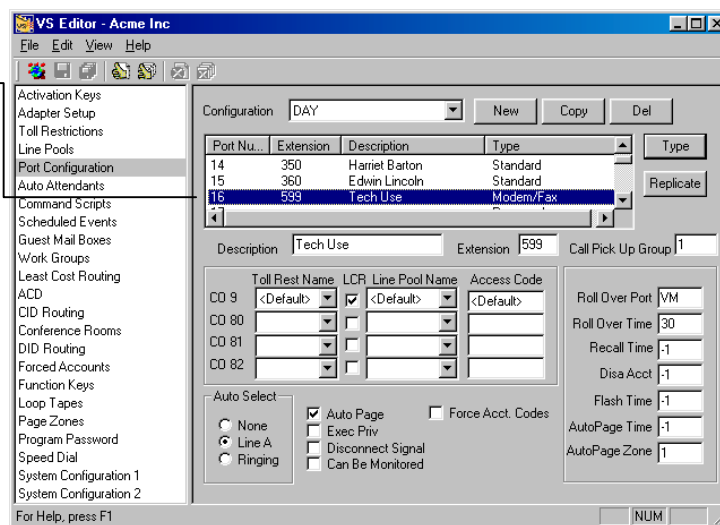 VS Editor - Acme Inc
File Edit View Help
Activation Keys
Adapter Setup
Toll Restrictions
Line Pools
Port Configuration
Auto Attendants
Command Scripts
Scheduled Events
Guest Mail Boxes
Work Groups
Least Cost Routing
ACD
CID Routing
Conference Rooms
DID Routing
Forced Accounts
Function Keys
Loop Tapes
Page Zones
Program Password
Speed Dial
System Configuration 1
System Configuration 2
Configuration DAY New Copy Del
Port Nu... Extension Description Type
14 350 Harriet Barton Standard
15 360 Edwin Lincoln Standard
16 599 Tech Use Modem/Fax
Type
Replicate
Description Tech Use Extension 599 Call Pick Up Group 1
Toll Rest Name LCR Line Pool Name Access Code
CO 9 <Default> <Default> <Default>
CO 80
CO 81
CO 82
Roll Over Port VM
Roll Over Time 30
Recall Time -1
Disa Acct -1
Flash Time -1
AutoPage Time -1
AutoPage Zone 1
Auto Select
None
Line A
Ringing
Auto Page
Exec Priv
Disconnect Signal
Can Be Monitored
Force Acct. Codes
For Help, press F1
NUM